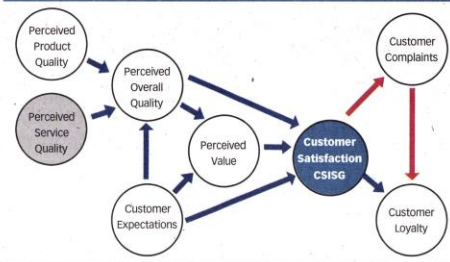 Perceived
Product
Quality
Perceived
Service
Quality
Perceived
Overall
Quality
Perceived
Value
Customer
Expectations
Customer
Satisfaction
CSISG
Customer
Complaints
Customer
Loyalty